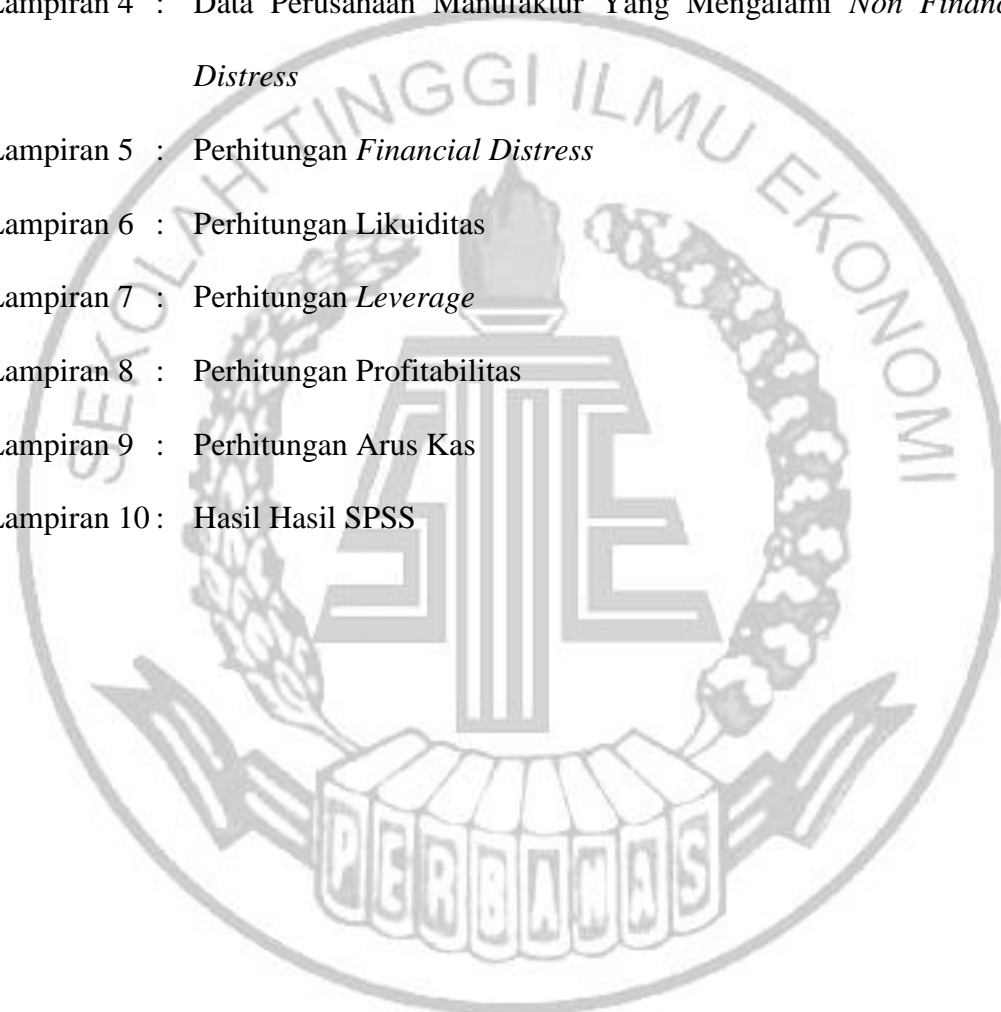 Lampiran 4 : Data Perusahaan Manufaktur Yang Mengalami Non
Distress
Lampiran 5 : Perhitungan Financial Distress
Lampiran 6 : Perhitungan Likuiditas
Lampiran 7 : Perhitungan Leverage
Lampiran 8 : Perhitungan Profitabilitas
Lampiran 9 : Perhitungan Arus Kas
Lampiran 10 : Hasil Hasil SPSS
SEKOLAH TINGGI ILMU EKONOMI
PERBANAS